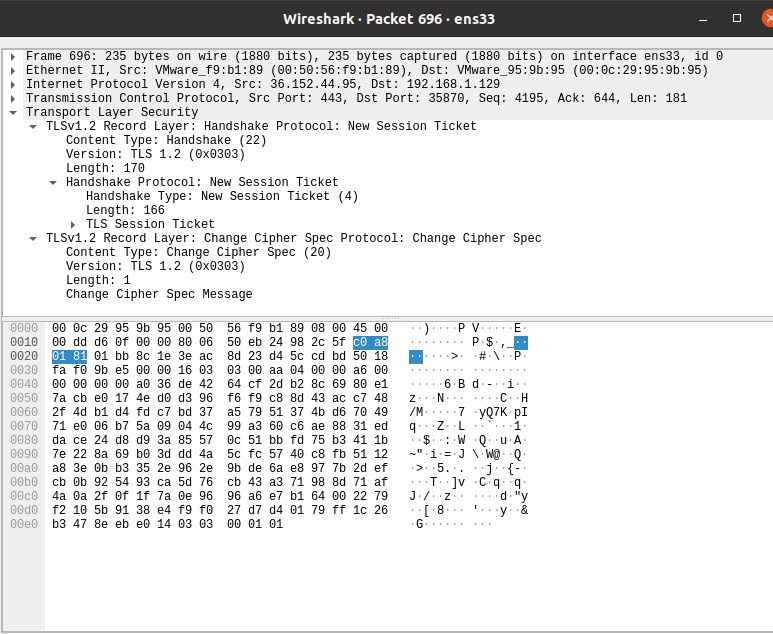 Wireshark · Packet 696 · ens33
Frame 696: 235 bytes on wire (1880 bits), 235 bytes captured (1880 bits) on interface ens33, id 0
Ethernet II, Src: VMware_f9:b1:89 (00:50:56:f9:b1:89), Dst: VMware_95:9b:95 (00:0c:29:95:9b:95)
Internet Protocol Version 4, Src: 36.152.44.95, Dst: 192.168.1.129
Transmission Control Protocol, Src Port: 443, Dst Port: 35870, Seq: 4195, Ack: 644, Len: 181
Transport Layer Security
TLSv1.2 Record Layer: Handshake Protocol: New Session Ticket
Content Type: Handshake (22)
Version: TLS 1.2 (0x0303)
Length: 170
Handshake Protocol: New Session Ticket
Handshake Type: New Session Ticket (4)
Length: 166
TLS Session Ticket
TLSv1.2 Record Layer: Change Cipher Spec Protocol: Change Cipher Spec
Content Type: Change Cipher Spec (20)
Version: TLS 1.2 (0x0303)
Length: 1
Change Cipher Spec Message
0000 00 0c 29 95 9b 95 00 50 56 f9 b1 89 08 00 45 00 ··)····P V·····E·
0010 00 dd d6 0f 00 00 80 06 50 eb 24 98 2c 5f c0 a8 ········ P·$·,_··
0020 01 81 01 bb 8c 1e 3e ac 8d 23 d4 5c cd bd 50 18 ······>· ·#·\··P·
0030 fa f0 9b e5 00 00 16 03 03 00 aa 04 00 00 a6 00 ········ ········
0040 00 00 00 00 a0 36 de 42 64 cf 2d b2 8c 69 80 e1 ·····6·B d·-··i··
0050 7a cb e0 17 4e d0 d3 96 f6 f9 c8 8d 43 ac c7 48 z···N··· ····C··H
0060 2f 4d b1 d4 fd c7 bd 37 a5 79 51 37 4b d6 70 49 /M·····7 ·yQ7K·pI
0070 71 e0 06 b7 5a 09 04 4c 99 a3 60 c6 ae 88 31 ed q···Z··L ··`···1·
0080 da ce 24 d8 d9 3a 85 57 0c 51 bb fd 75 b3 41 1b ··$··:·W ·Q··u·A·
0090 7e 22 8a 69 b0 3d dd 4a 5c fc 57 40 c8 fb 51 12 ~"·i·=·J \·W@··Q·
00a0 a8 3e 0b b3 35 2e 96 2e 9b de 6a e8 97 7b 2d ef ·>··5.·. ··j··{-·
00b0 cb 0b 92 54 93 ca 5d 76 cb 43 a3 71 98 8d 71 af ···T··]v ·C·q··q·
00c0 4a 0a 2f 0f 1f 7a 0e 96 96 a6 e7 b1 64 00 22 79 J·/··z·· ····d·"y
00d0 f2 10 5b 91 38 e4 f9 f0 27 d7 d4 01 79 ff 1c 26 ··[·8··· '···y··&
00e0 b3 47 8e eb e0 14 03 03 00 01 01 ·G······ ···